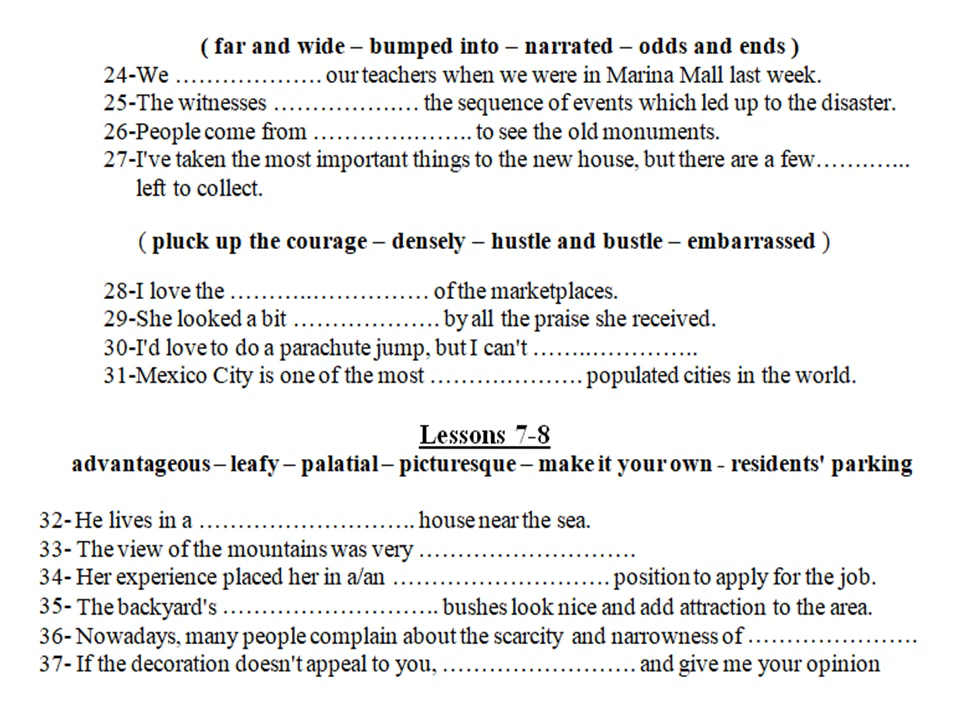 ( far and wide – bumped into – narrated – odds and ends )
24-We ………………… our teachers when we were in Marina Mall last week.
25-The witnesses ………………… the sequence of events which led up to the disaster.
26-People come from ………………….. to see the old monuments.
27-I've taken the most important things to the new house, but there are a few…………...
left to collect.
( pluck up the courage – densely – hustle and bustle – embarrassed )
28-I love the ……….……………… of the marketplaces.
29-She looked a bit ………………… by all the praise she received.
30-I'd love to do a parachute jump, but I can't ……..…………..
31-Mexico City is one of the most ………………… populated cities in the world.
Lessons 7-8
advantageous – leafy – palatial – picturesque – make it your own - residents' parking
32- He lives in a ………………………. house near the sea.
33- The view of the mountains was very ……………………….
34- Her experience placed her in a/an ………………………. position to apply for the job.
35- The backyard's ………………………. bushes look nice and add attraction to the area.
36- Nowadays, many people complain about the scarcity and narrowness of ………………….
37- If the decoration doesn't appeal to you, ……………………. and give me your opinion